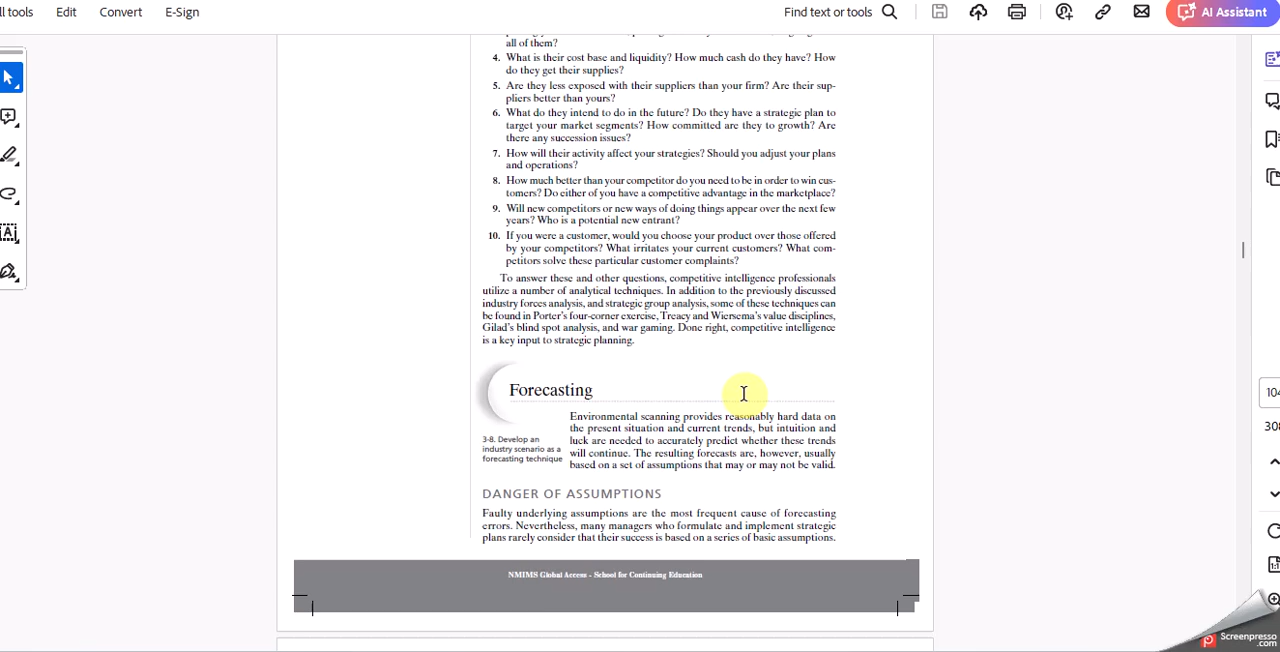 ll tools Edit Convert E-Sign Find text or tools AI Assistant
all of them?
4. What is their cost base and liquidity? How much cash do they have? How
do they get their supplies?
5. Are they less exposed with their suppliers than your firm? Are their sup-
pliers better than yours?
6. What do they intend to do in the future? Do they have a strategic plan to
target your market segments? How committed are they to growth? Are
there any succession issues?
7. How will their activity affect your strategies? Should you adjust your plans
and operations?
8. How much better than your competitor do you need to be in order to win cus-
tomers? Do either of you have a competitive advantage in the marketplace?
9. Will new competitors or new ways of doing things appear over the next few
years? Who is a potential new entrant?
10. If you were a customer, would you choose your product over those offered
by your competitors? What irritates your current customers? What com-
petitors solve these particular customer complaints?
To answer these and other questions, competitive intelligence professionals
utilize a number of analytical techniques. In addition to the previously discussed
industry forces analysis, and strategic group analysis, some of these techniques can
be found in Porter's four-corner exercise, Treacy and Wiersema's value disciplines,
Gilad's blind spot analysis, and war gaming. Done right, competitive intelligence
is a key input to strategic planning.
Forecasting
3-8. Develop an
industry scenario as a
forecasting technique
Environmental scanning provides reasonably hard data on
the present situation and current trends, but intuition and
luck are needed to accurately predict whether these trends
will continue. The resulting forecasts are, however, usually
based on a set of assumptions that may or may not be valid.
DANGER OF ASSUMPTIONS
Faulty underlying assumptions are the most frequent cause of forecasting
errors. Nevertheless, many managers who formulate and implement strategic
plans rarely consider that their success is based on a series of basic assumptions.
NMIMS Global Access - School for Continuing Education
104
308
1:1
Screenpresso
.com